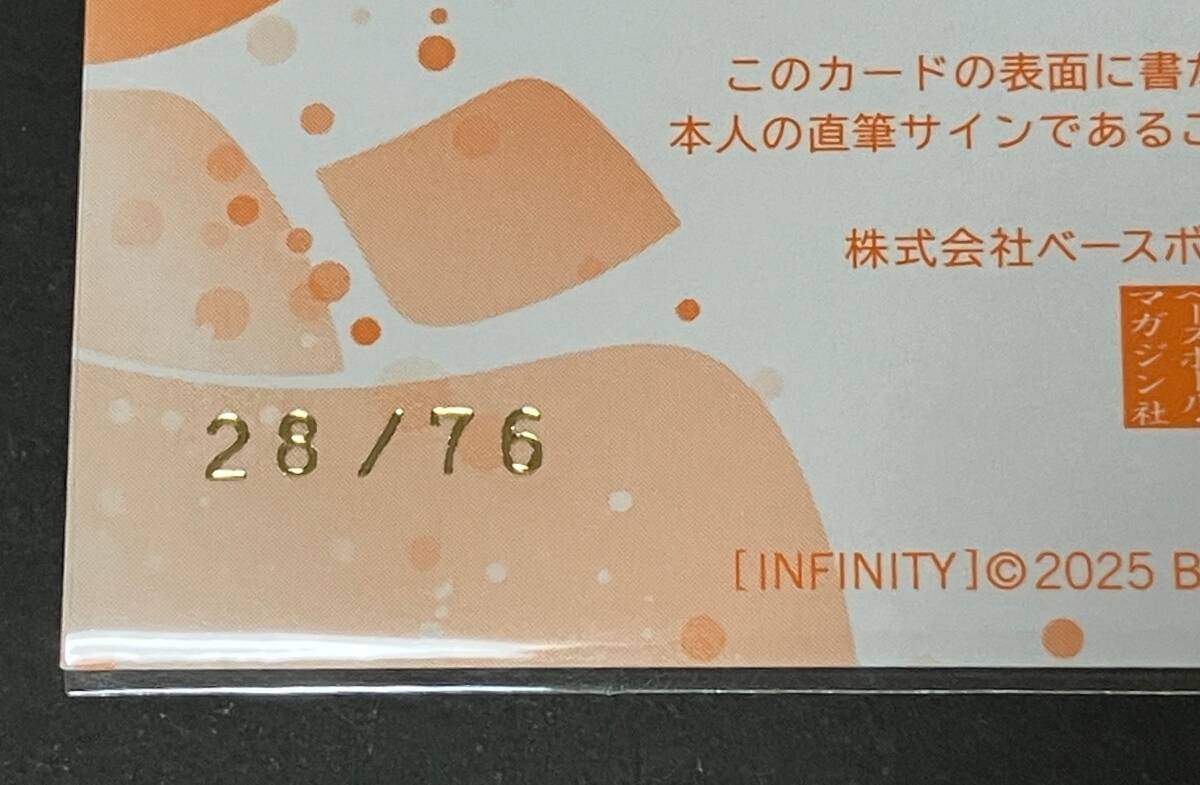 このカードの表面に書
本人の直筆サインであるこ
株式会社ベースボ
ベースボール
マガジン社
28/76
[INFINITY]©2025 B